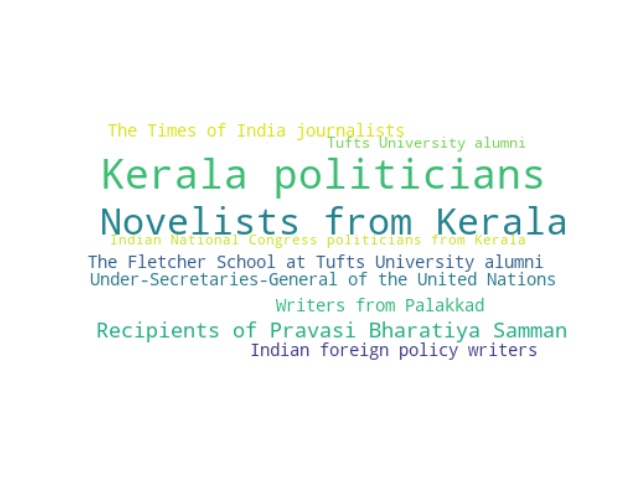 The Times of India journalists
Tufts University alumni
Kerala politicians
Novelists from Kerala
Indian National Congress politicians from Kerala
The Fletcher School at Tufts University alumni
Under-Secretaries-General of the United Nations
Writers from Palakkad
Recipients of Pravasi Bharatiya Samman
Indian foreign policy writers